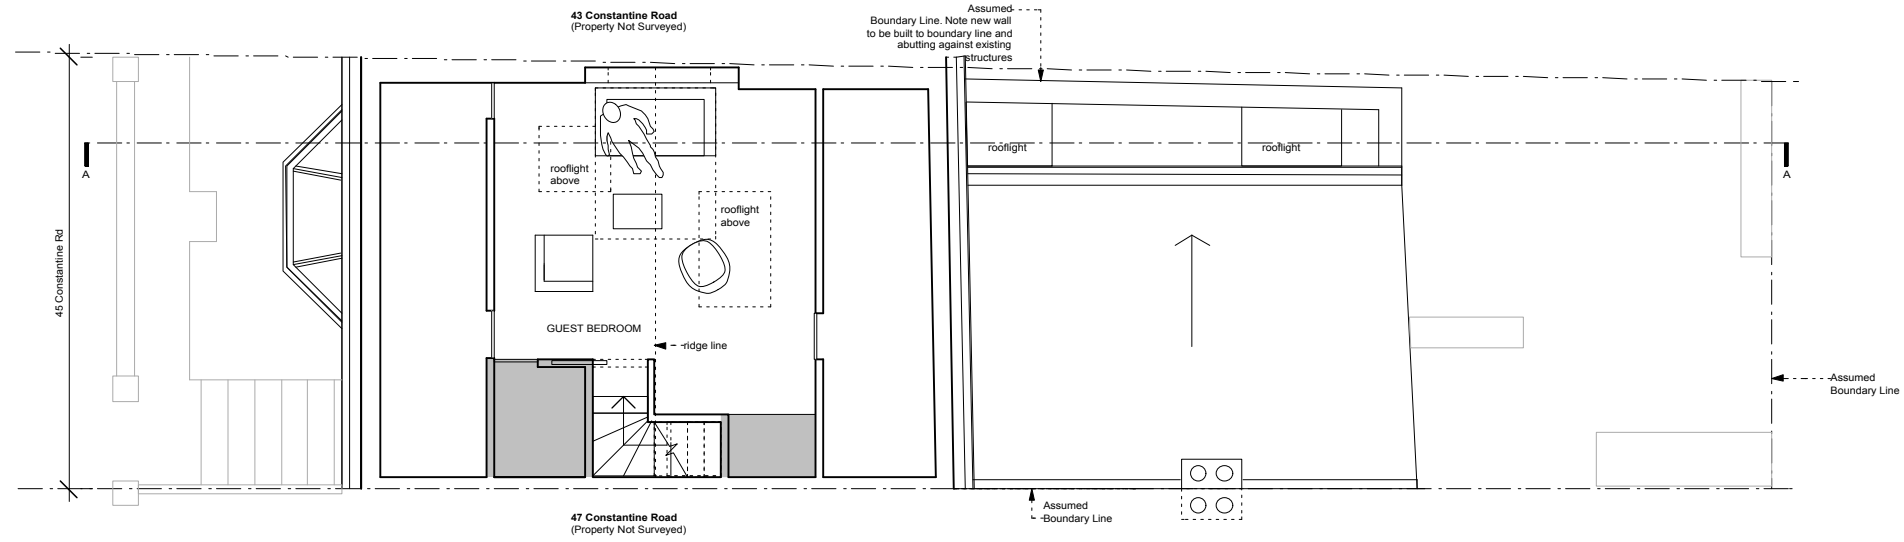 43 Constantine Road
(Property Not Surveyed)
Assumed
Boundary Line. Note new wall
to be built to boundary line and
abutting against existing
structures
rooflight
rooflight
A
A
rooflight
above
rooflight
above
45 Constantine Rd
GUEST BEDROOM
ridge line
Assumed
Boundary Line
Assumed
Boundary Line
47 Constantine Road
(Property Not Surveyed)